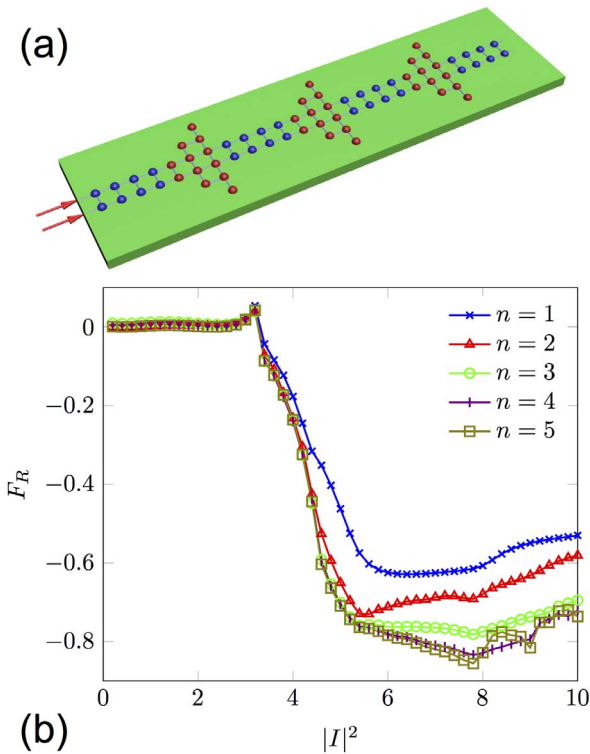 (a)
0
−0.2
−0.4
−0.6
−0.8
F_R
n = 1
n = 2
n = 3
n = 4
n = 5
0 2 4 6 8 10
|I|²
(b)